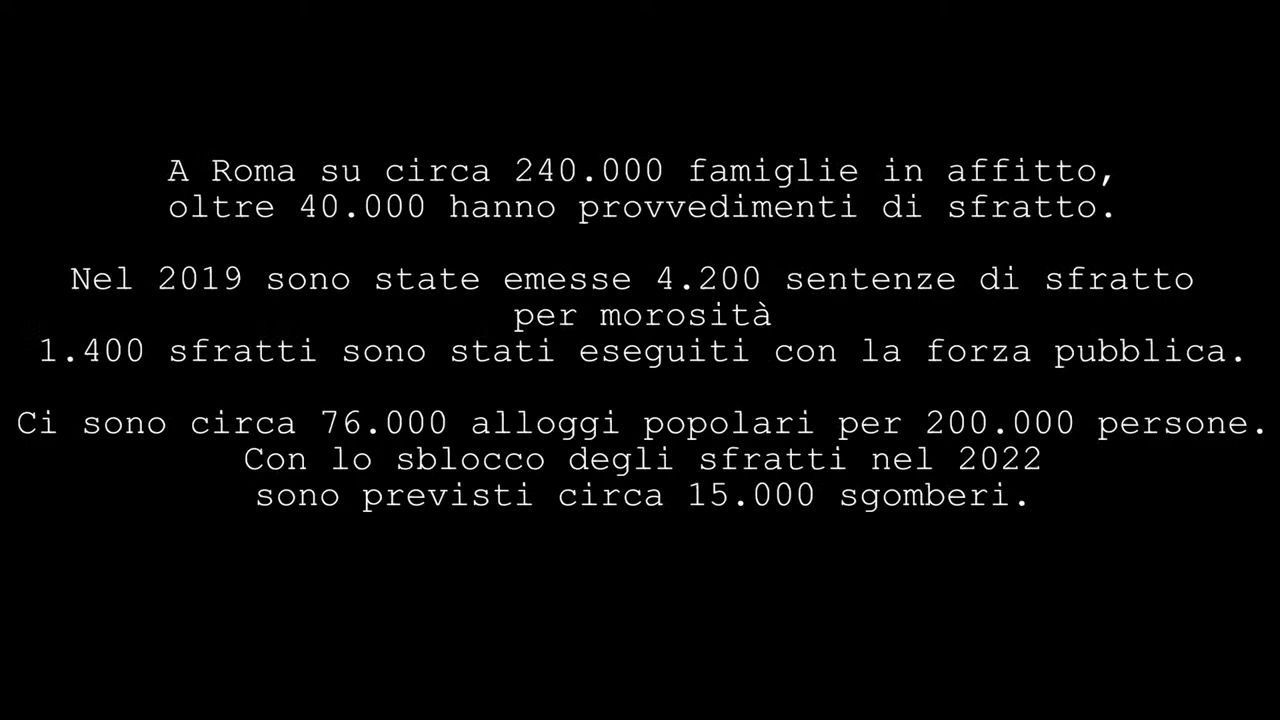 A Roma su circa 240.000 famiglie in affitto,
oltre 40.000 hanno provvedimenti di sfratto.
Nel 2019 sono state emesse 4.200 sentenze di sfratto
per morosità
1.400 sfratti sono stati eseguiti con la forza pubblica.
Ci sono circa 76.000 alloggi popolari per 200.000 persone.
Con lo sblocco degli sfratti nel 2022
sono previsti circa 15.000 sgomberi.